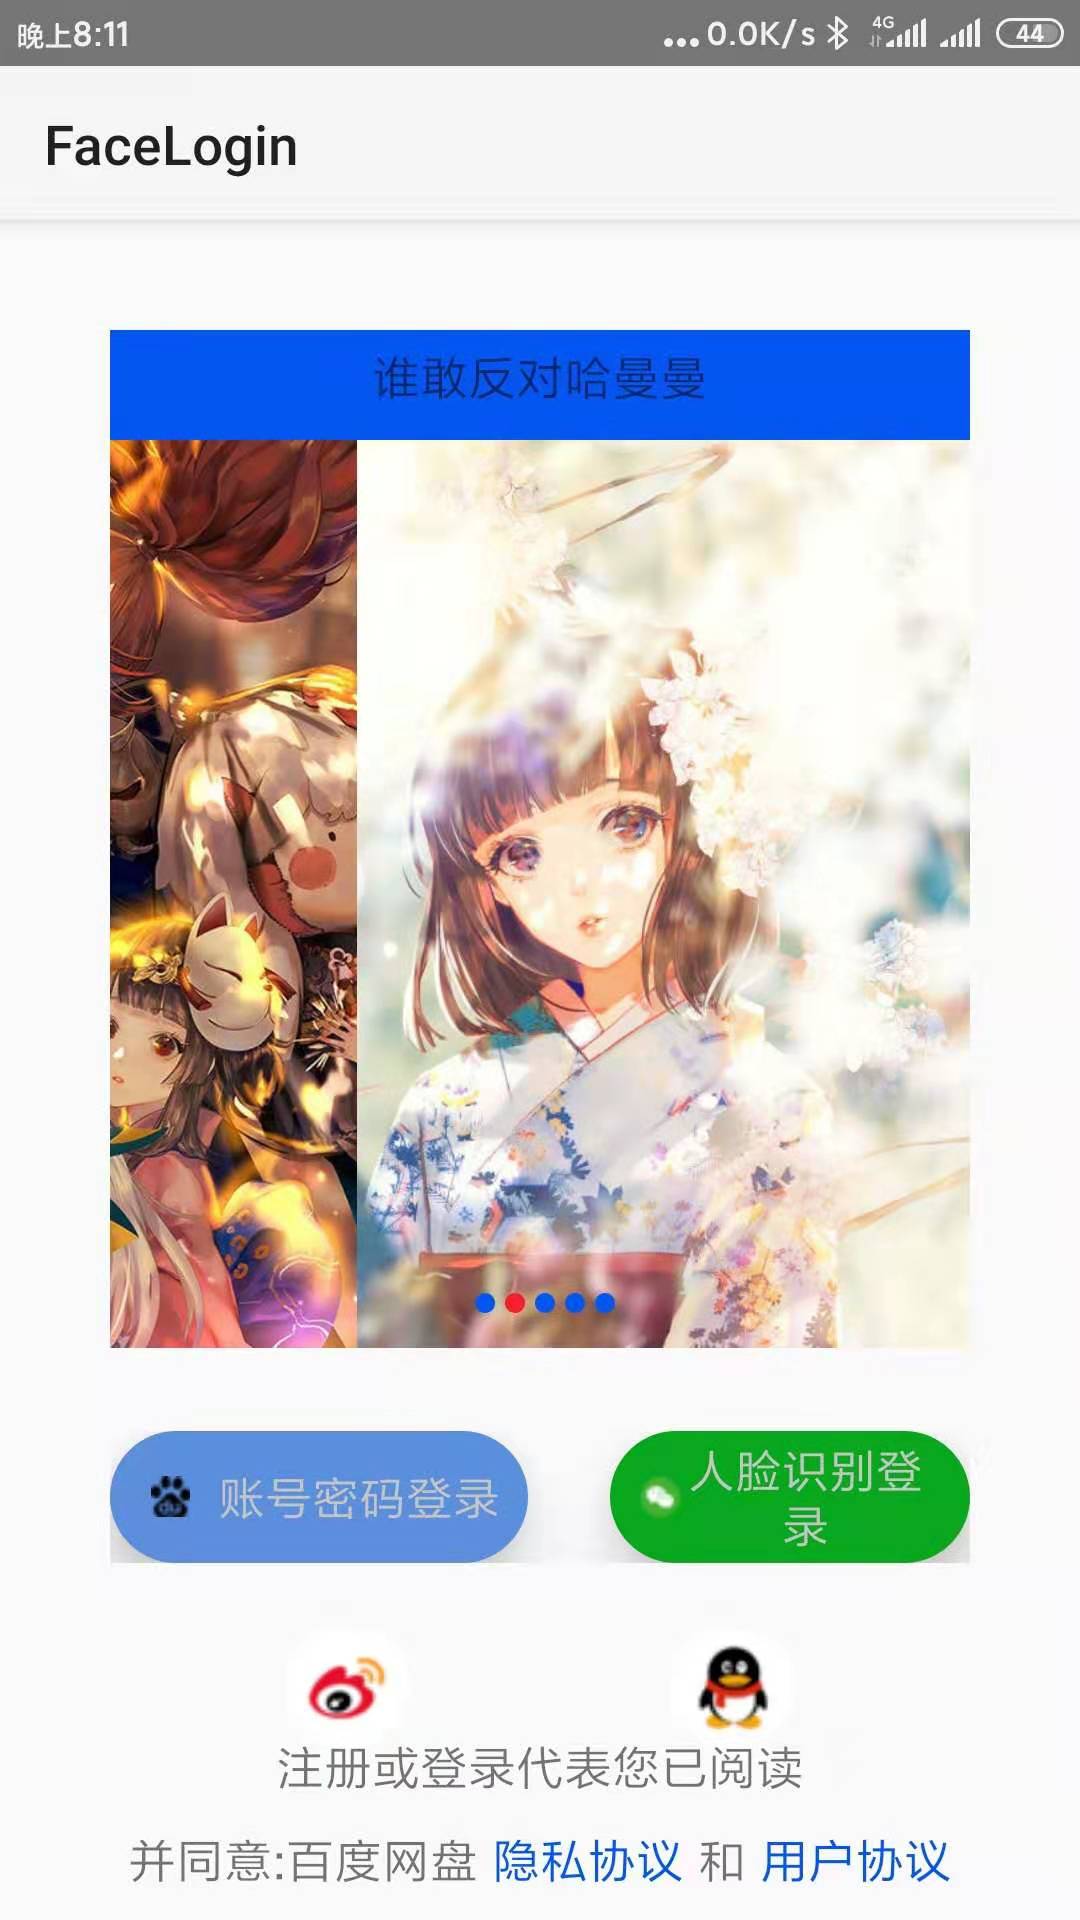 晚上8:11
...0.0K/s 4G 44
FaceLogin
谁敢反对哈曼曼
账号密码登录
人脸识别登
录
注册或登录代表您已阅读
并同意:百度网盘 隐私协议 和 用户协议